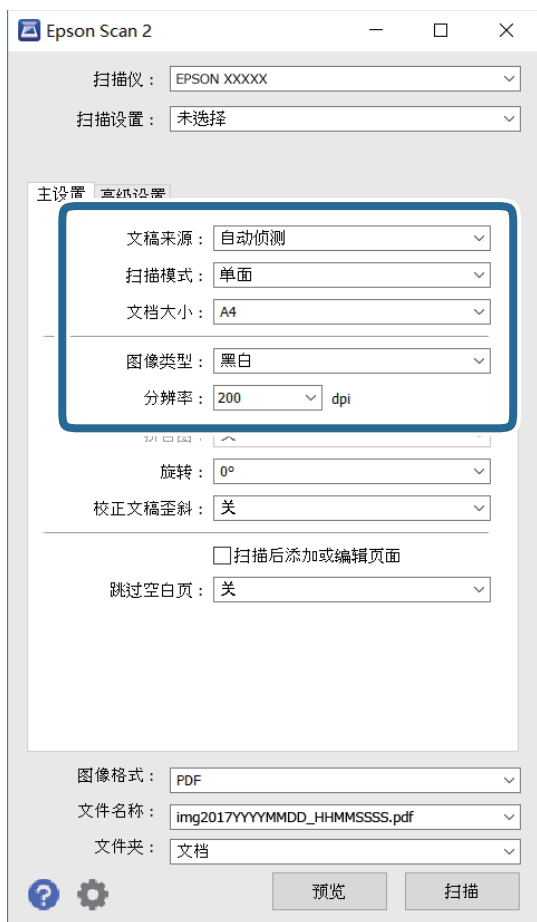 Epson Scan 2
扫描仪： EPSON XXXXX
扫描设置： 未选择
主设置 高级设置
文稿来源： 自动侦测
扫描模式： 单面
文档大小： A4
图像类型： 黑白
分辨率： 200 dpi
旋转： 0°
校正文稿歪斜： 关
扫描后添加或编辑页面
跳过空白页： 关
图像格式： PDF
文件名称： img2017YYYYMMDD_HHMMSSSS.pdf
文件夹： 文档
? 预览 扫描